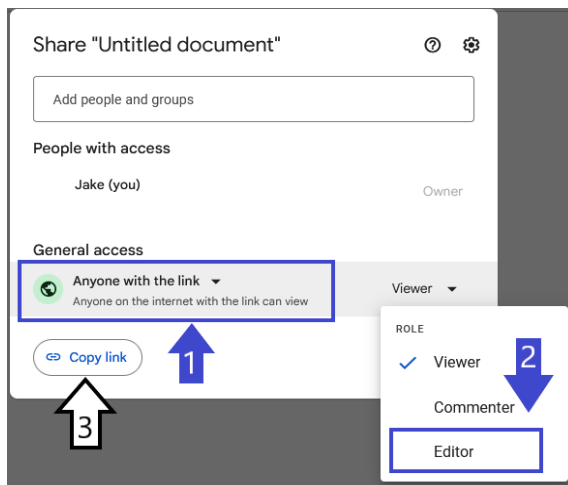 Share "Untitled document"
Add people and groups
People with access
Jake (you)
Owner
General access
Anyone with the link
Anyone on the internet with the link can view
Viewer
1
Copy link
3
ROLE
Viewer
2
Commenter
Editor